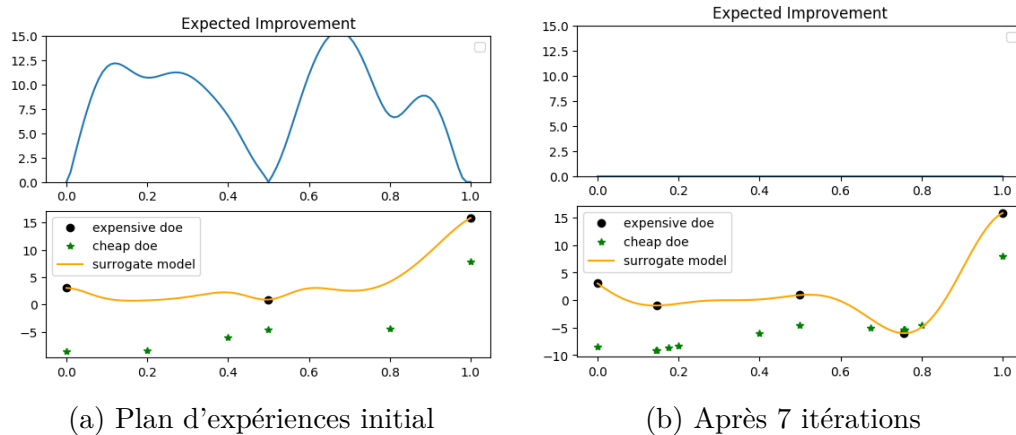 Expected Improvement
15.0
12.5
10.0
7.5
5.0
2.5
0.0
0.0 0.2 0.4 0.6 0.8 1.0
15
10
5
0
−5
expensive doe
cheap doe
surrogate model
0.0 0.2 0.4 0.6 0.8 1.0
(a) Plan d'expériences initial
Expected Improvement
15.0
12.5
10.0
7.5
5.0
2.5
0.0
0.0 0.2 0.4 0.6 0.8 1.0
15
10
5
0
−5
−10
expensive doe
cheap doe
surrogate model
0.0 0.2 0.4 0.6 0.8 1.0
(b) Après 7 itérations